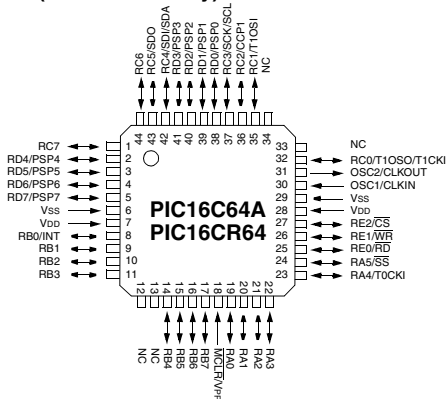 RC6
RC5/SDO
RC4/SDI/SDA
RD3/PSP3
RD2/PSP2
RD1/PSP1
RD0/PSP0
RC3/SCK/SCL
RC2/CCP1
RC1/T1OSI
NC
44
43
42
41
40
39
38
37
36
35
34
RC7 1
RD4/PSP4 2
RD5/PSP5 3
RD6/PSP6 4
RD7/PSP7 5
VSS 6
VDD 7
RB0/INT 8
RB1 9
RB2 10
RB3 11
PIC16C64A
PIC16CR64
33 NC
32 RC0/T1OSO/T1CKI
31 OSC2/CLKOUT
30 OSC1/CLKIN
29 VSS
28 VDD
27 RE2/CS
26 RE1/WR
25 RE0/RD
24 RA5/SS
23 RA4/T0CKI
12
13
14
15
16
17
18
19
20
21
22
NC
NC
RB4
RB5
RB6
RB7
MCLR/VPP
RA0
RA1
RA2
RA3